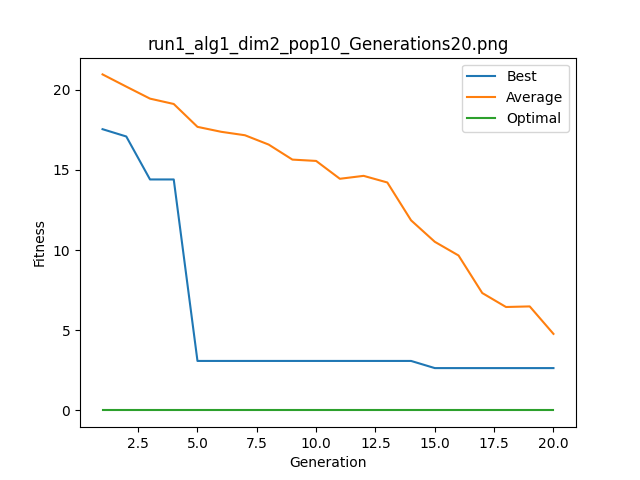 run1_alg1_dim2_pop10_Generations20.png
Best
Average
Optimal
20
15
10
5
0
Fitness
2.5 5.0 7.5 10.0 12.5 15.0 17.5 20.0
Generation